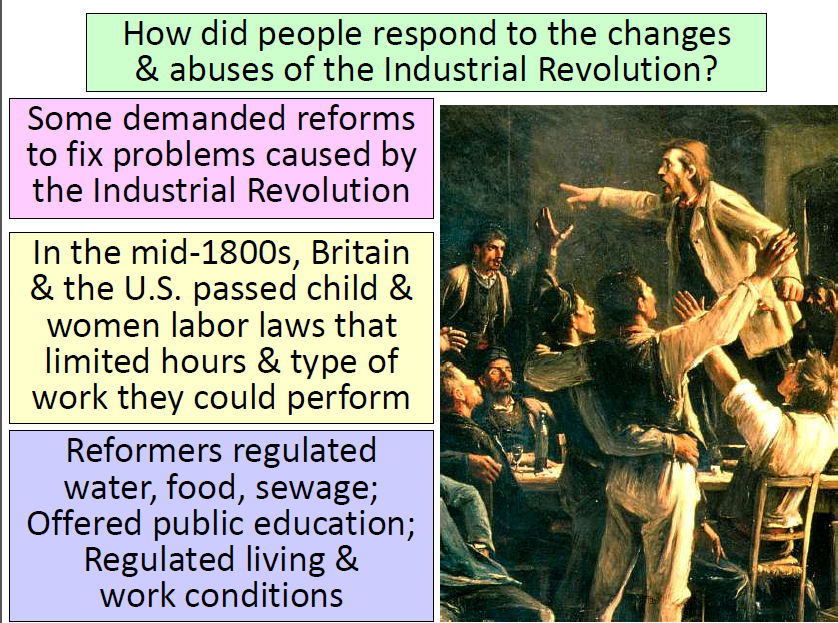 How did people respond to the changes
& abuses of the Industrial Revolution?
Some demanded reforms
to fix problems caused by
the Industrial Revolution
In the mid-1800s, Britain
& the U.S. passed child &
women labor laws that
limited hours & type of
work they could perform
Reformers regulated
water, food, sewage;
Offered public education;
Regulated living &
work conditions